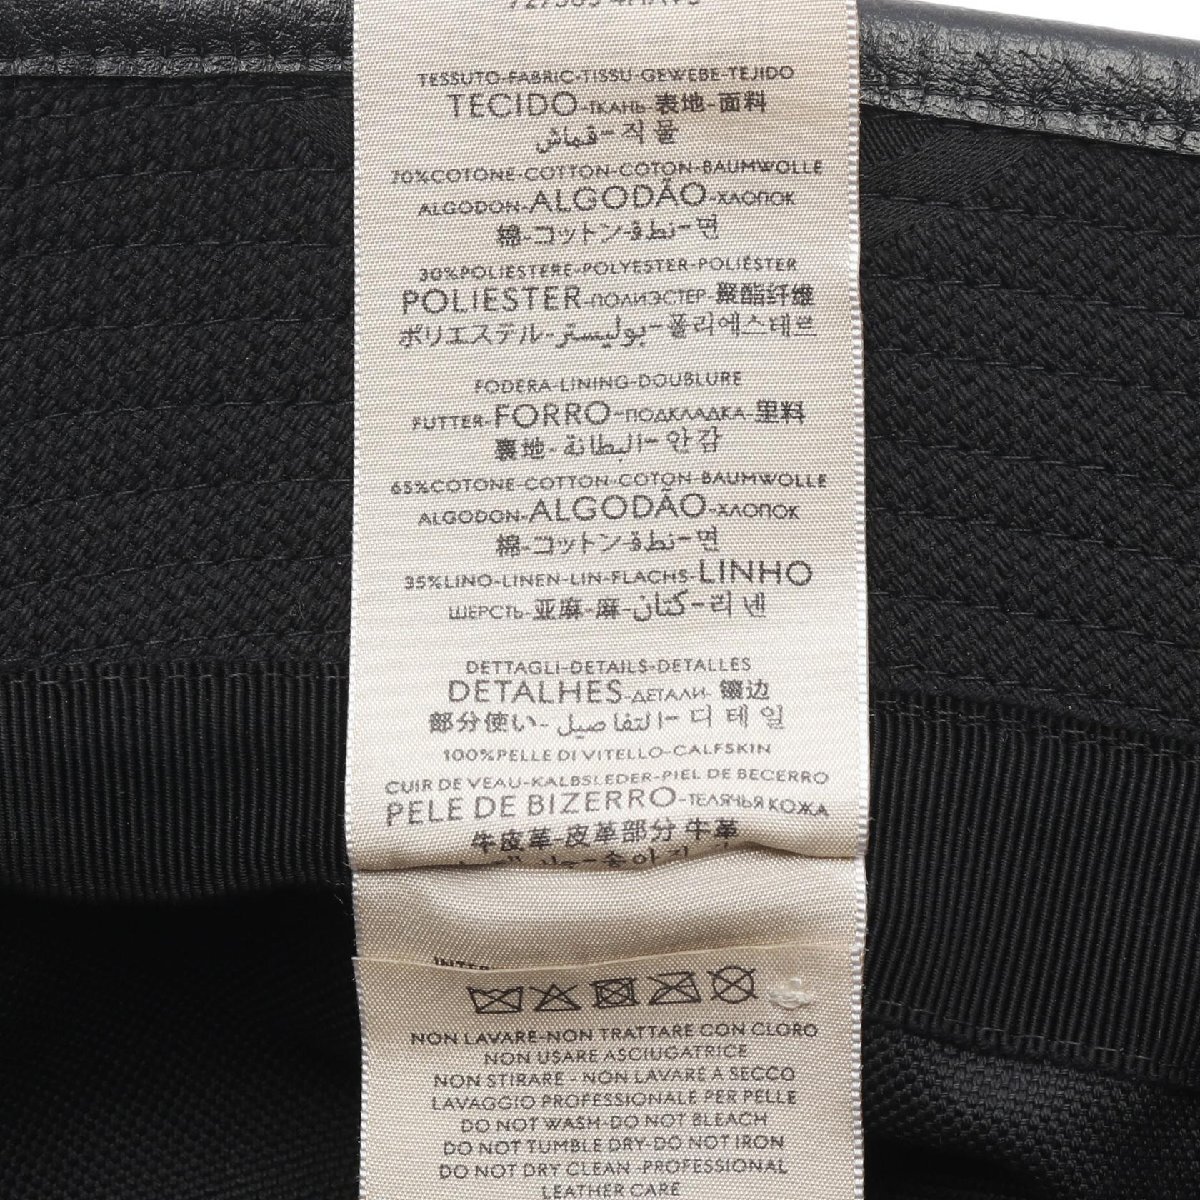 TESSUTO-FABRIC-TISSU-GEWEBE-TEJIDO
TECIDO-ТКАНЬ-表地-面料
قماش-직물
70%COTONE-COTTON-COTON-BAUMWOLLE
ALGODON-ALGODÃO-ХЛОПОК
棉-コットン-نطق-면
30%POLIESTERE-POLYESTER-POLIÉSTER
POLIESTER-ПОЛИЭСТЕР-聚酯纤维
ポリエステル-بوليستر-폴리에스테르
FODERA-LINING-DOUBLURE
FUTTER-FORRO-ПОДКЛАДКА-里料
裏地-البطانة-안감
65%COTONE-COTTON-COTON-BAUMWOLLE
ALGODON-ALGODÃO-ХЛОПОК
棉-コットン-نطق-면
35%LINO-LINEN-LIN-FLACHS-LINHO
ШЕРСТЬ-亚麻-麻-كتان-리넨
DETTAGLI-DETAILS-DETALLES
DETALHES-ДЕТАЛИ-镶边
部分使い-التفاصيل-디테일
100%PELLE DI VITELLO-CALFSKIN
CUIR DE VEAU-KALBSLEDER-PIEL DE BECERRO
PELE DE BIZERRO-ТЕЛЯЧЬЯ КОЖА
牛皮革-皮革部分 牛革
NON LAVARE-NON TRATTARE CON CLORO
NON USARE ASCIUGATRICE
NON STIRARE - NON LAVARE A SECCO
LAVAGGIO PROFESSIONALE PER PELLE
DO NOT WASH-DO NOT BLEACH
DO NOT TUMBLE DRY-DO NOT IRON
DO NOT DRY CLEAN -PROFESSIONAL
LEATHER CARE